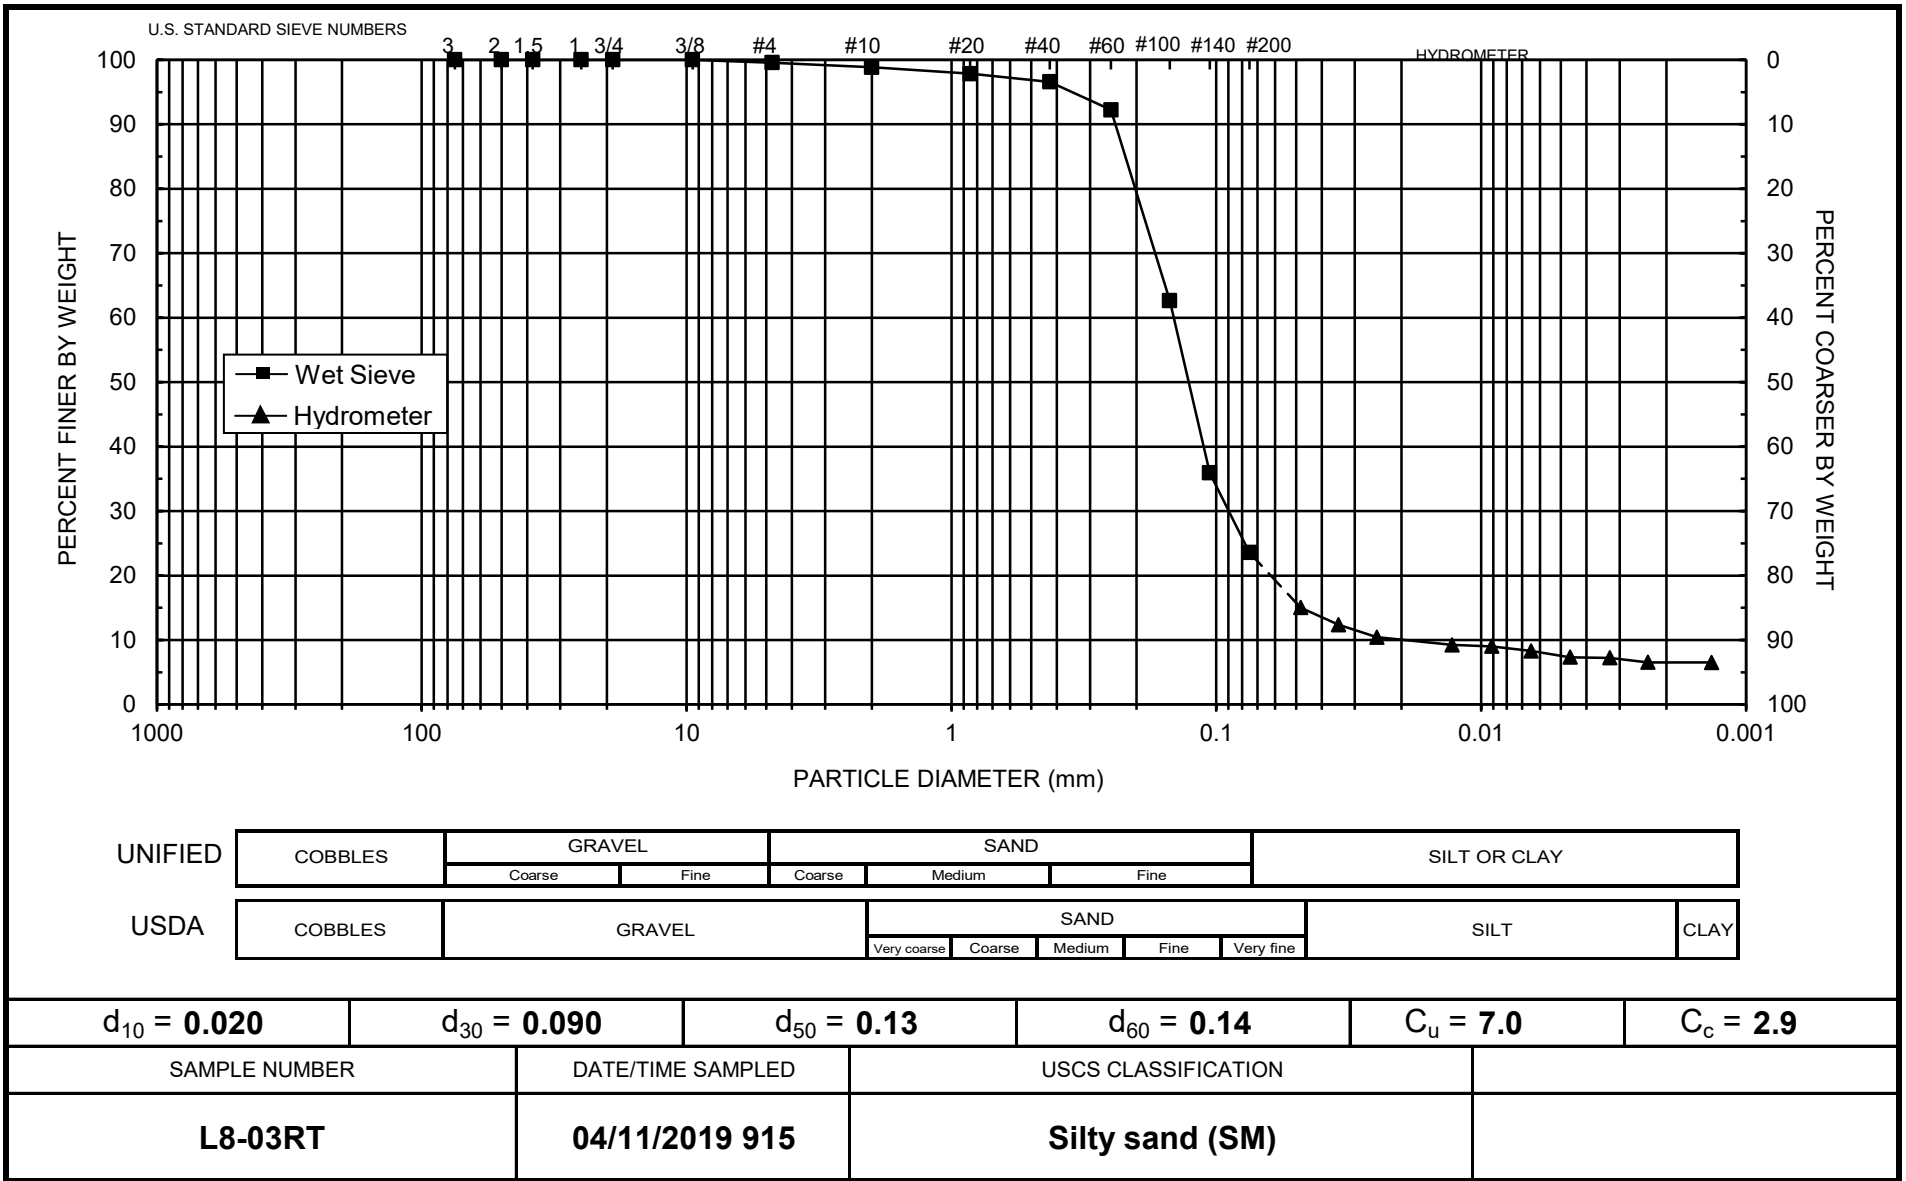 U.S. STANDARD SIEVE NUMBERS
3 2 1.5 1 3/4 3/8 #4 #10 #20 #40 #60 #100 #140 #200
HYDROMETER
100 0
90 10
80 20
70 30
60 40
50 50
40 60
30 70
20 80
10 90
0 100
PERCENT FINER BY WEIGHT
PERCENT COARSER BY WEIGHT
Wet Sieve
Hydrometer
1000 100 10 1 0.1 0.01 0.001
PARTICLE DIAMETER (mm)
UNIFIED
COBBLES GRAVEL SAND SILT OR CLAY
Coarse Fine Coarse Medium Fine
USDA
COBBLES GRAVEL SAND SILT CLAY
Very coarse Coarse Medium Fine Very fine
d10 = 0.020 d30 = 0.090 d50 = 0.13 d60 = 0.14 Cu = 7.0 Cc = 2.9
SAMPLE NUMBER DATE/TIME SAMPLED USCS CLASSIFICATION
L8-03RT 04/11/2019 915 Silty sand (SM)